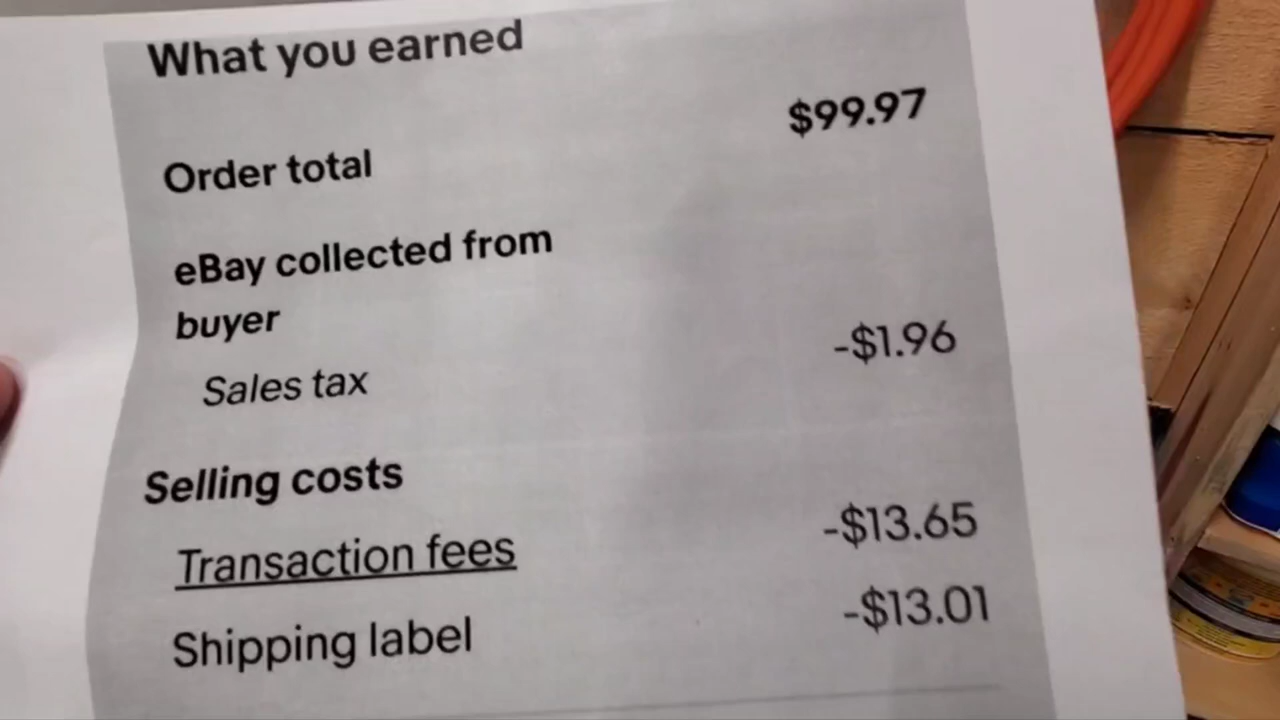 What you earned
Order total $99.97
eBay collected from
buyer
Sales tax -$1.96
Selling costs
Transaction fees -$13.65
Shipping label -$13.01